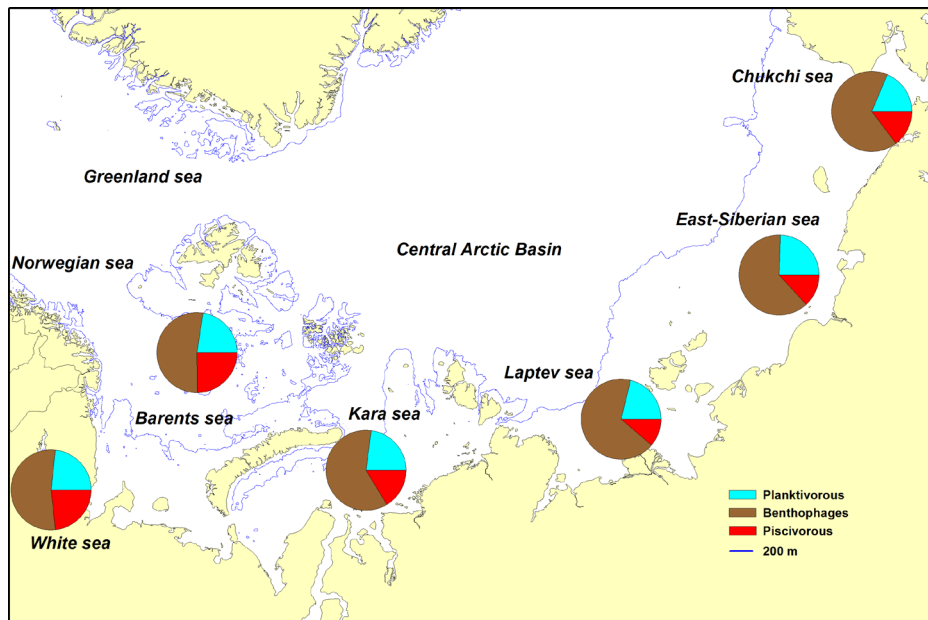 Chukchi sea
Greenland sea
East-Siberian sea
Central Arctic Basin
Norwegian sea
Laptev sea
Barents sea
Kara sea
White sea
Planktivorous
Benthophages
Piscivorous
200 m